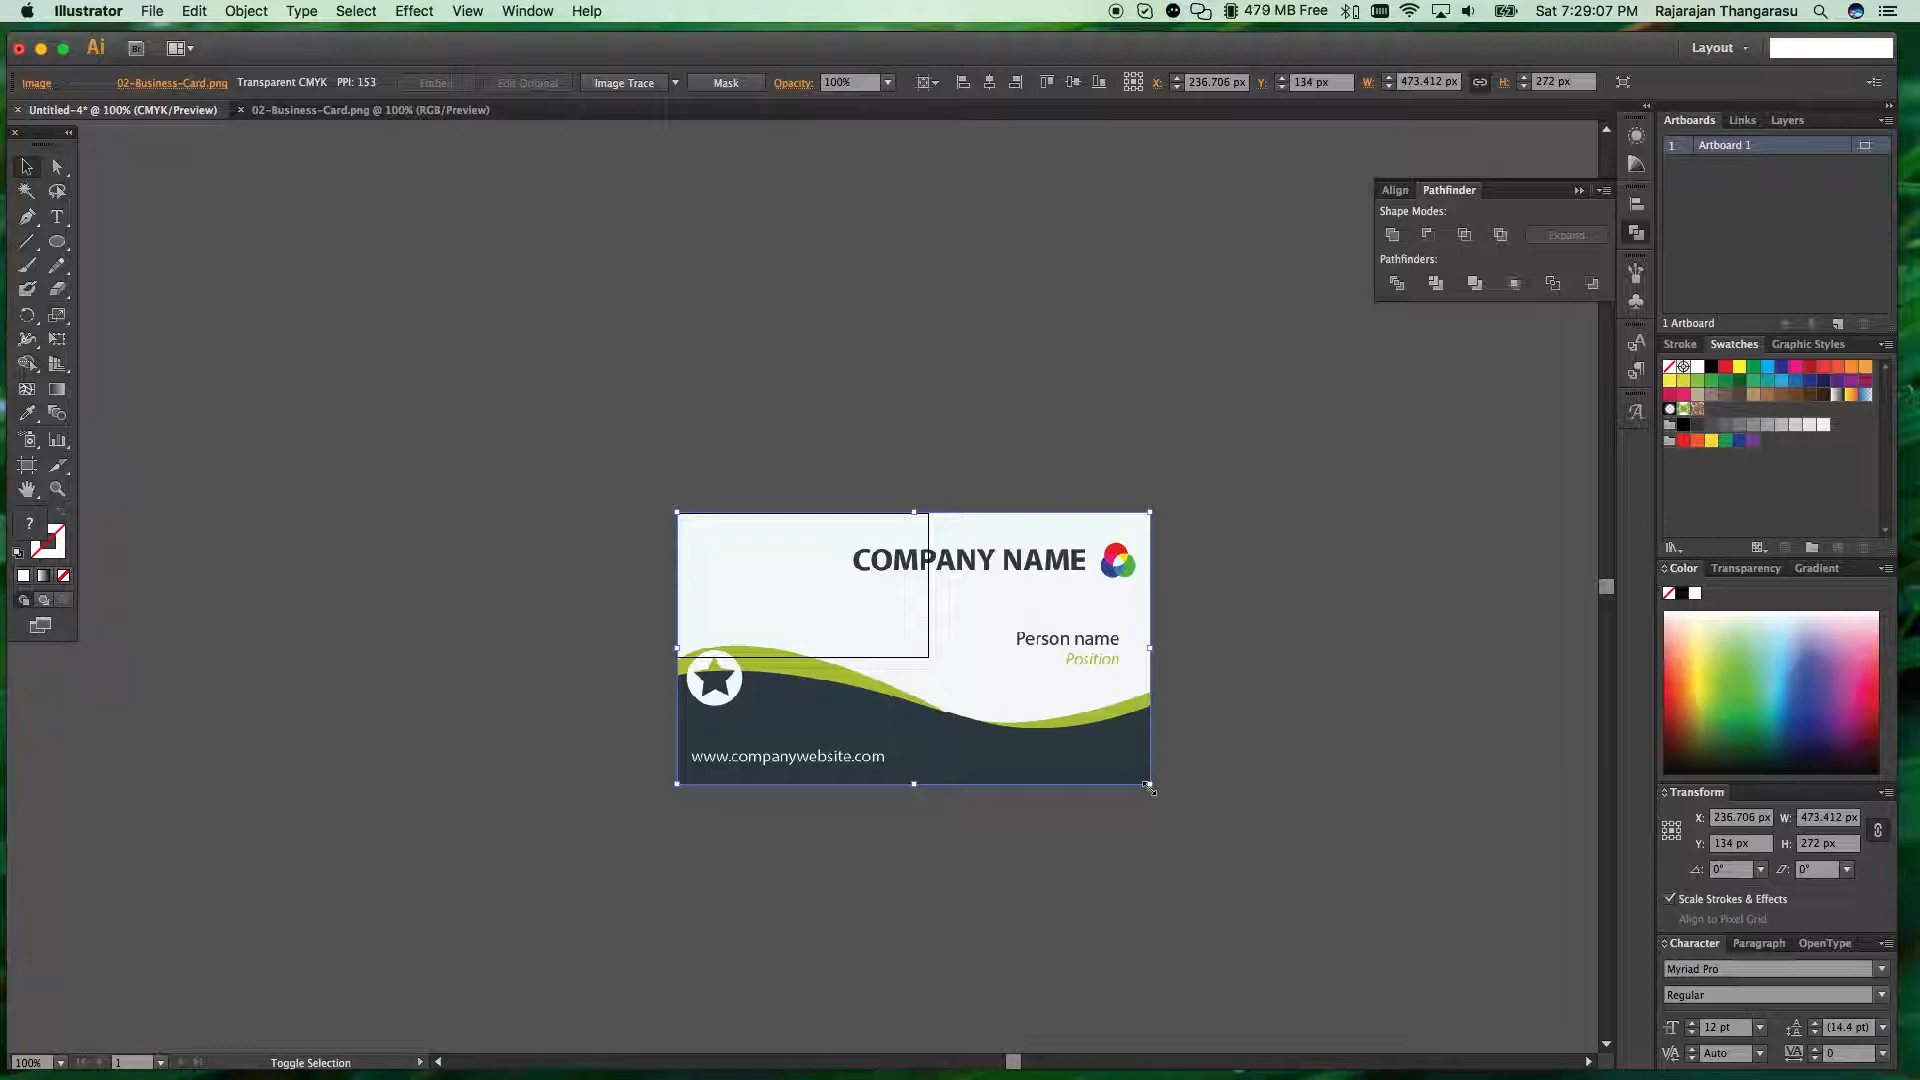 Illustrator File Edit Object Type Select Effect View Window Help
479 MB Free Sat 7:29:07 PM Rajarajan Thangarasu
Ai Br Layout
Image 02-Business-Card.png Transparent CMYK PPI: 153 Embed Edit Original Image Trace Mask Opacity: 100% X: 236.706 px Y: 134 px W: 473.412 px H: 272 px
Untitled-4* @ 100% (CMYK/Preview) 02-Business-Card.png @ 100% (RGB/Preview)
Artboards Links Layers
1 Artboard 1
Align Pathfinder
Shape Modes:
Expand
Pathfinders:
1 Artboard
Stroke Swatches Graphic Styles
COMPANY NAME
Person name
Position
www.companywebsite.com
Color Transparency Gradient
Transform
X: 236.706 px W: 473.412 px
Y: 134 px H: 272 px
0° 0°
Scale Strokes & Effects
Align to Pixel Grid
Character Paragraph OpenType
Myriad Pro
Regular
12 pt (14.4 pt)
Auto 0
100% 1 Toggle Selection